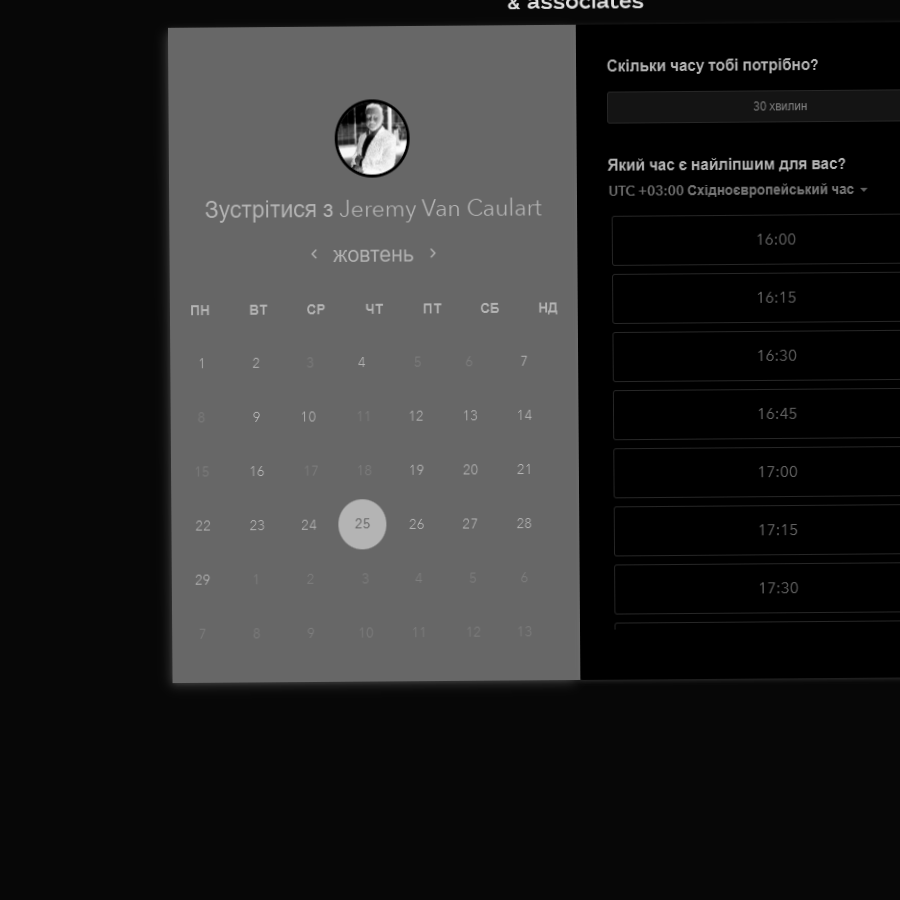 & associates
Зустрітися з Jeremy Van Caulart
жовтень
ПН ВТ СР ЧТ ПТ СБ НД
1 2 3 4 5 6 7
8 9 10 11 12 13 14
15 16 17 18 19 20 21
22 23 24 25 26 27 28
29 1 2 3 4 5 6
7 8 9 10 11 12 13
Скільки часу тобі потрібно?
30 хвилин
Який час є найліпшим для вас?
UTC +03:00 Східноєвропейський час
16:00
16:15
16:30
16:45
17:00
17:15
17:30